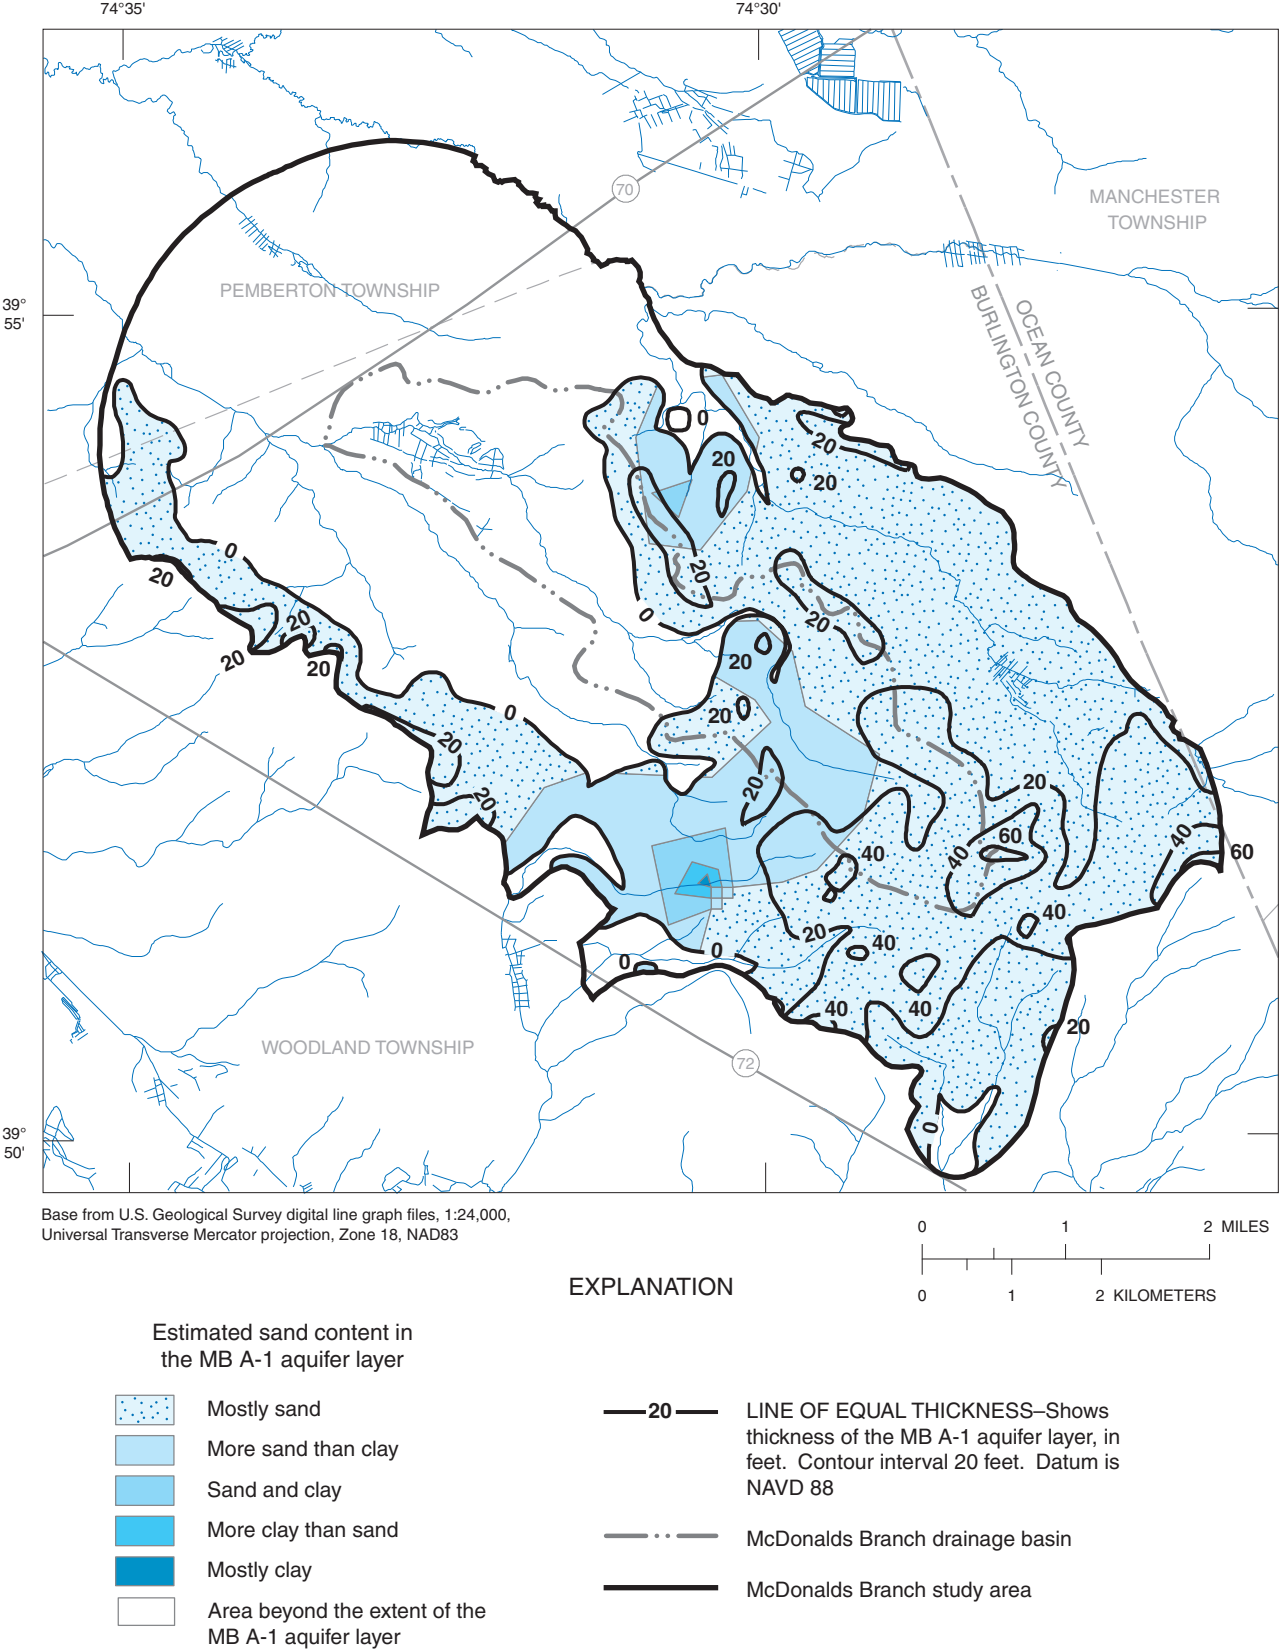 74°35'
74°30'
70
MANCHESTER
TOWNSHIP
PEMBERTON TOWNSHIP
39°
55'
OCEAN COUNTY
BURLINGTON COUNTY
0
20
20
20
0
20
20
20
20
0
20
20
20
0
20
20
20
20
20
60
40
40
40
60
20
40
40
20
0
0
40
40
20
WOODLAND TOWNSHIP
72
0
39°
50'
Base from U.S. Geological Survey digital line graph files, 1:24,000,
Universal Transverse Mercator projection, Zone 18, NAD83
0 1 2 MILES
0 1 2 KILOMETERS
EXPLANATION
Estimated sand content in
the MB A-1 aquifer layer
Mostly sand
More sand than clay
Sand and clay
More clay than sand
Mostly clay
Area beyond the extent of the
MB A-1 aquifer layer
20
LINE OF EQUAL THICKNESS–Shows
thickness of the MB A-1 aquifer layer, in
feet. Contour interval 20 feet. Datum is
NAVD 88
McDonalds Branch drainage basin
McDonalds Branch study area